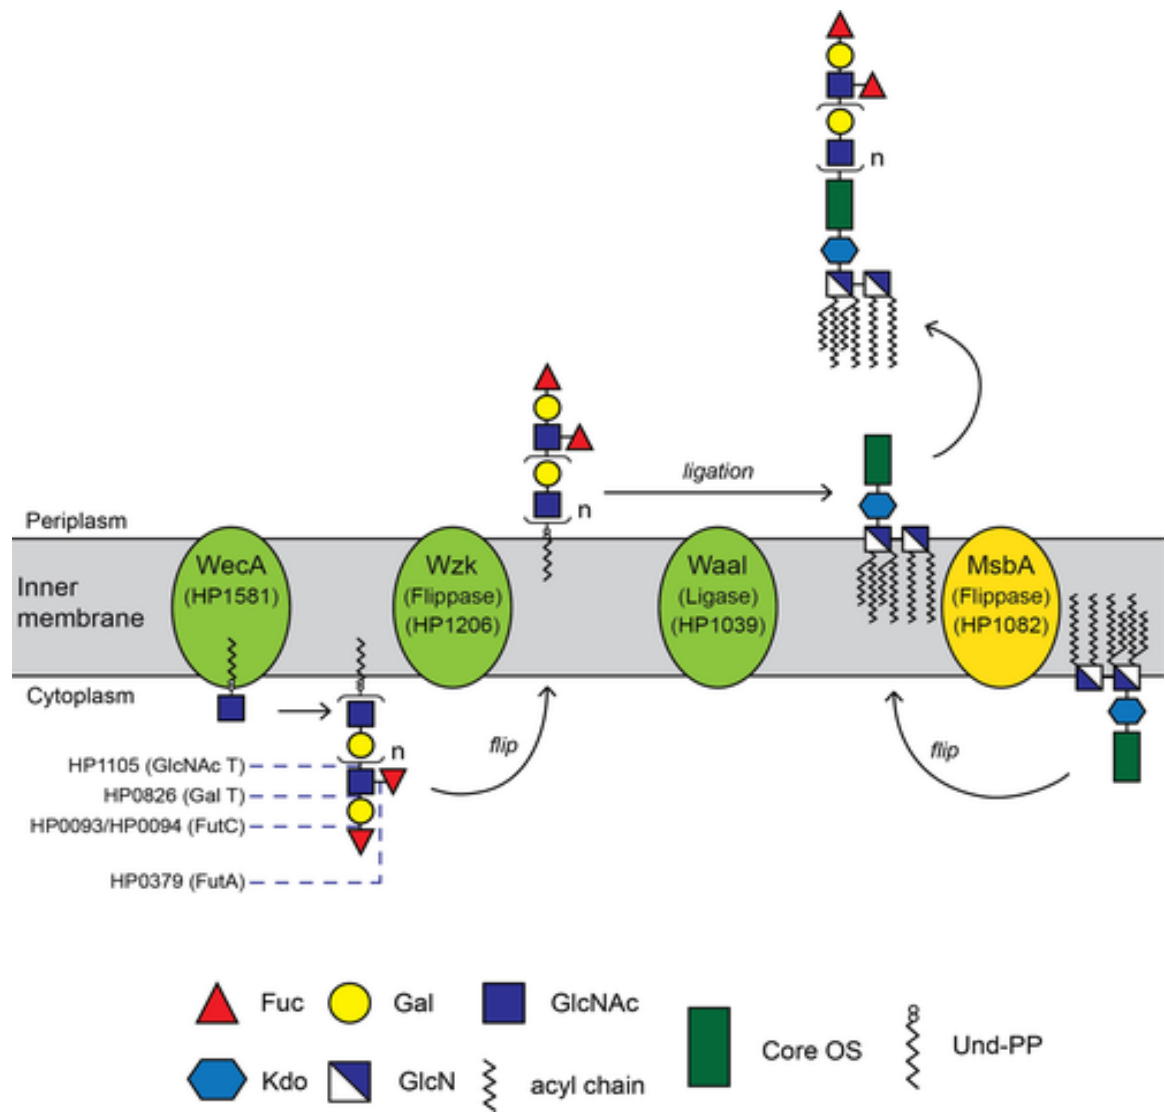 n
ligation
n
Periplasm
Inner
membrane
WecA
(HP1581)
Wzk
(Flippase)
(HP1206)
Waal
(Ligase)
(HP1039)
MsbA
(Flippase)
(HP1082)
Cytoplasm
n
flip
flip
HP1105 (GlcNAc T)
HP0826 (Gal T)
HP0093/HP0094 (FutC)
HP0379 (FutA)
Fuc
Gal
GlcNAc
Core OS
Und-PP
Kdo
GlcN
acyl chain